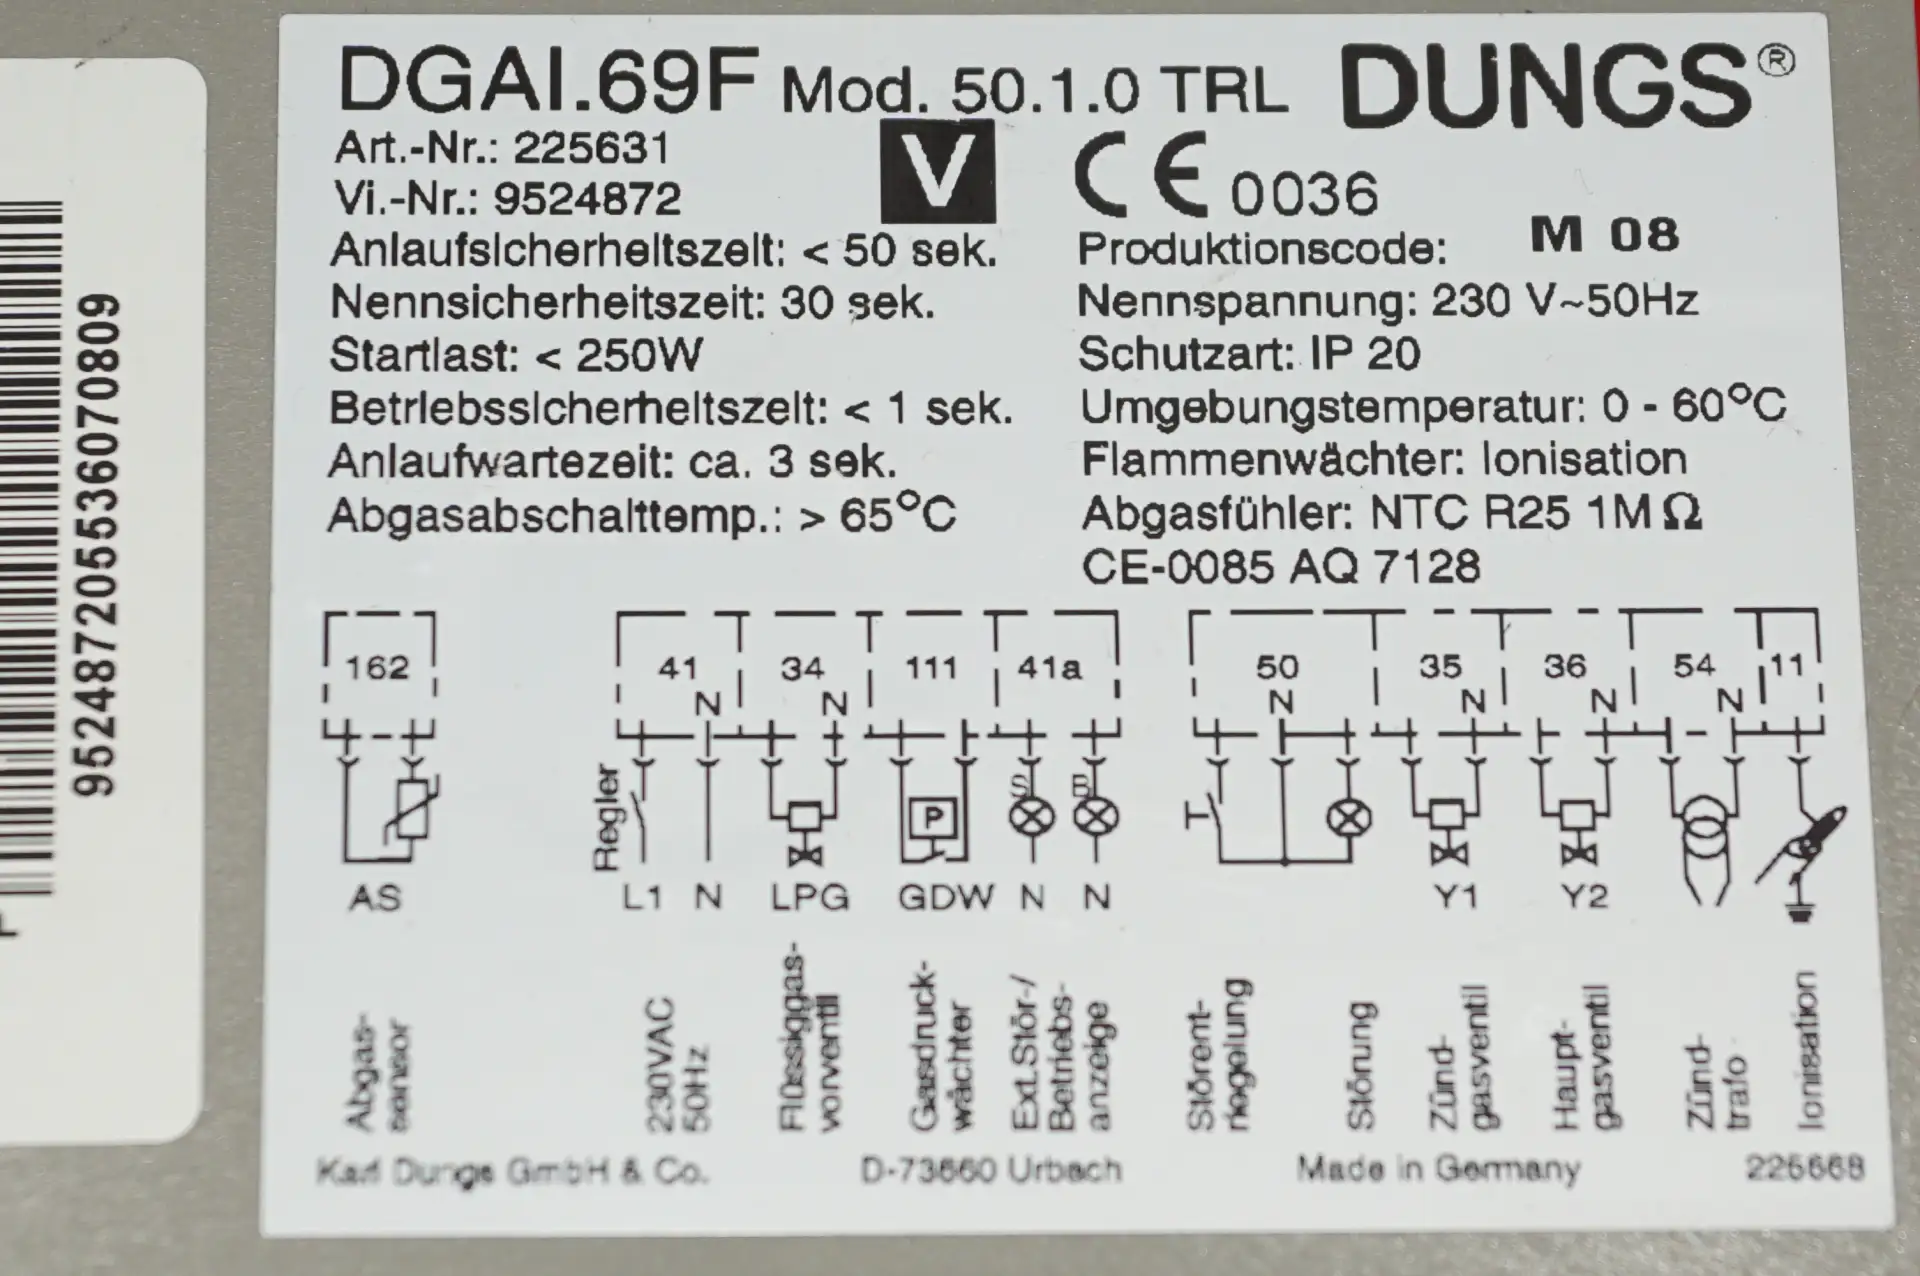 DGAI.69F Mod. 50.1.0 TRL DUNGS®
Art.-Nr.: 225631
Vi.-Nr.: 9524872
V
CE 0036
Anlaufsicherheitszeit: < 50 sek.
Nennsicherheitszeit: 30 sek.
Startlast: < 250W
Betriebssicherheitszeit: < 1 sek.
Anlaufwartezeit: ca. 3 sek.
Abgasabschalttemp.: > 65°C
Produktionscode: M 08
Nennspannung: 230 V~50Hz
Schutzart: IP 20
Umgebungstemperatur: 0 - 60°C
Flammenwächter: Ionisation
Abgasfühler: NTC R25 1MΩ
CE-0085 AQ 7128
162 41 34 111 41a 50 35 36 54 11
N N N N N N
S B
Regler
P
AS L1 N LPG GDW N N Y1 Y2
Abgas-
sensor
230VAC
50Hz
Flüssiggas-
vorventil
Gasdruck-
wächter
Ext.Stör-/
Betriebs-
anzeige
Störent-
riegelung
Störung
Zünd-
gasventil
Haupt-
gasventil
Zünd-
trafo
Ionisation
Karl Dungs GmbH & Co. D-73660 Urbach Made in Germany 225668
952487205536070809